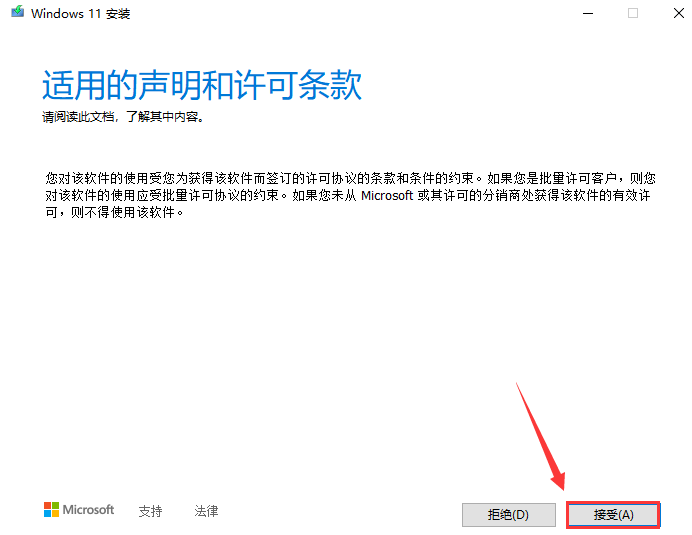 Windows 11 安装
适用的声明和许可条款
请阅读此文档，了解其中内容。
您对该软件的使用受您为获得该软件而签订的许可协议的条款和条件的约束。如果您是批量许可客户，则您
对该软件的使用应受批量许可协议的约束。如果您未从 Microsoft 或其许可的分销商处获得该软件的有效许
可，则不得使用该软件。
Microsoft 支持 法律 拒绝(D) 接受(A)